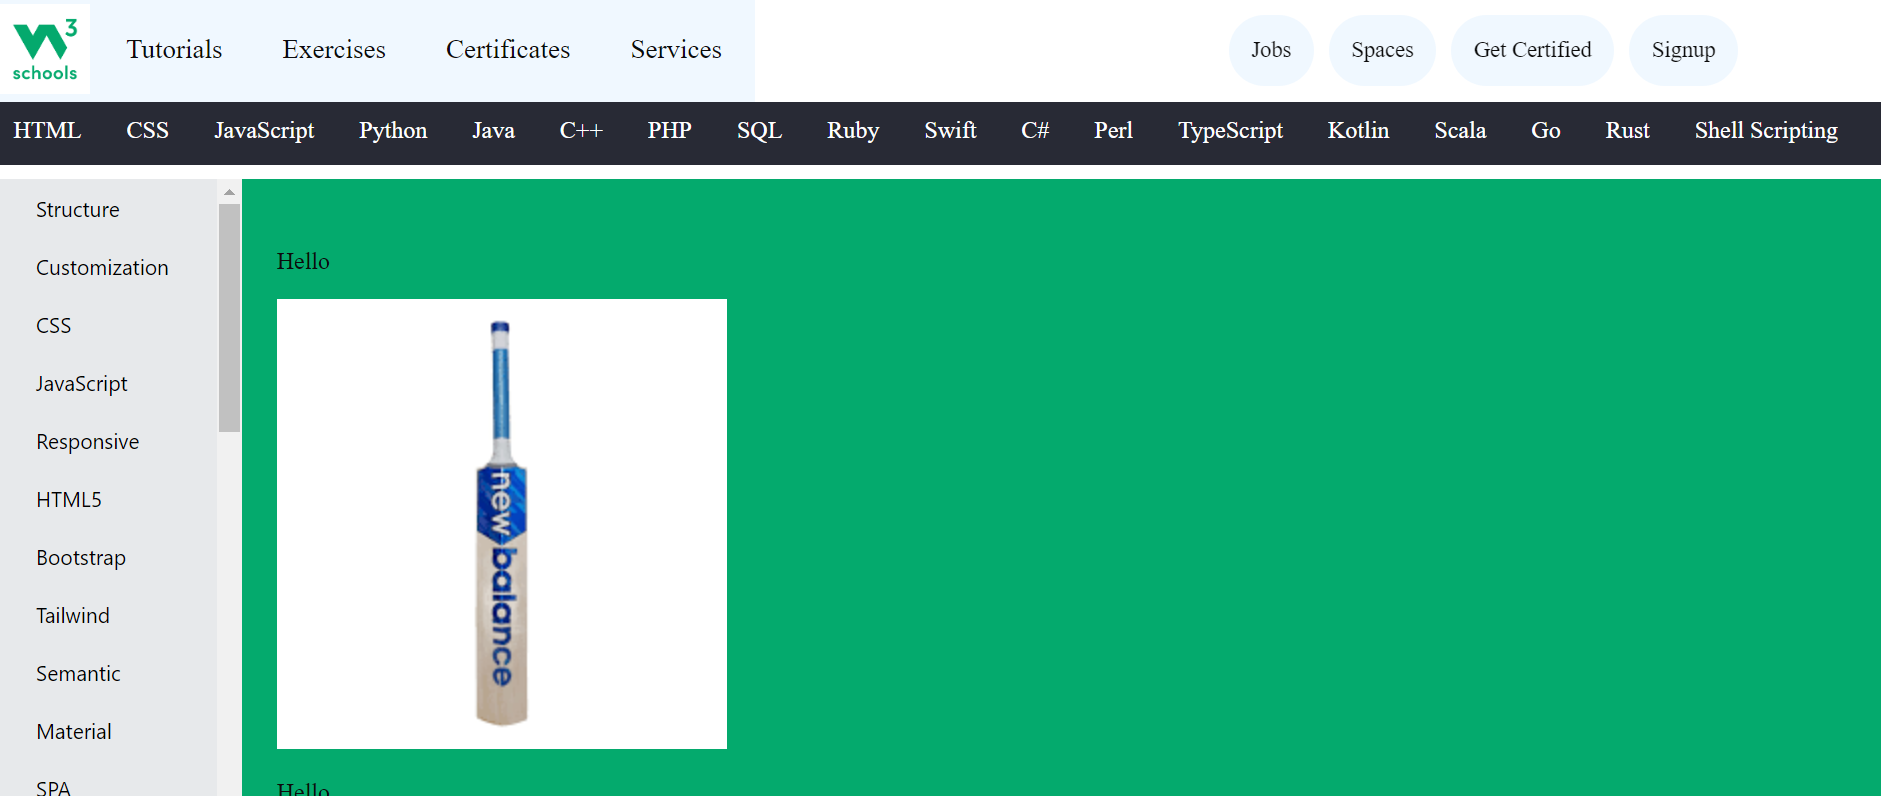 3
schools
Tutorials Exercises Certificates Services
Jobs Spaces Get Certified Signup
HTML CSS JavaScript Python Java C++ PHP SQL Ruby Swift C# Perl TypeScript Kotlin Scala Go Rust Shell Scripting
Structure
Customization
CSS
JavaScript
Responsive
HTML5
Bootstrap
Tailwind
Semantic
Material
SPA
Hello
new balance
Hello